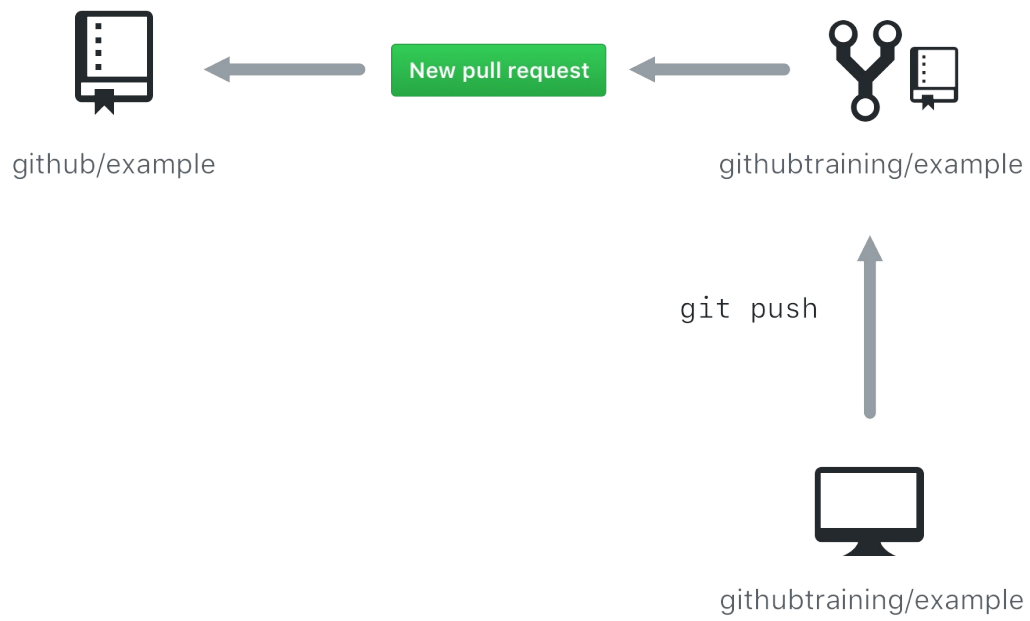 New pull request
github/example
githubtraining/example
git push
githubtraining/example